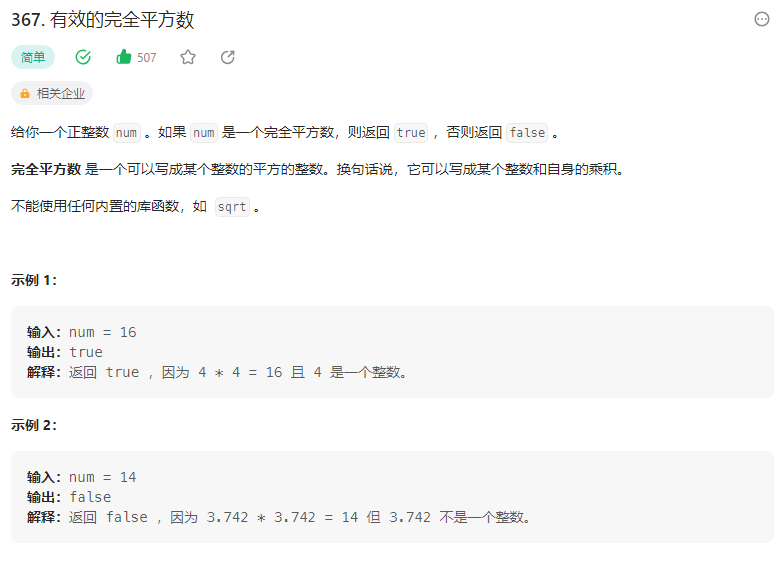 367. 有效的完全平方数
简单 507
相关企业
给你一个正整数 num 。如果 num 是一个完全平方数，则返回 true ，否则返回 false 。
完全平方数 是一个可以写成某个整数的平方的整数。换句话说，它可以写成某个整数和自身的乘积。
不能使用任何内置的库函数，如 sqrt 。
示例 1：
输入：num = 16
输出：true
解释：返回 true ，因为 4 * 4 = 16 且 4 是一个整数。
示例 2：
输入：num = 14
输出：false
解释：返回 false ，因为 3.742 * 3.742 = 14 但 3.742 不是一个整数。